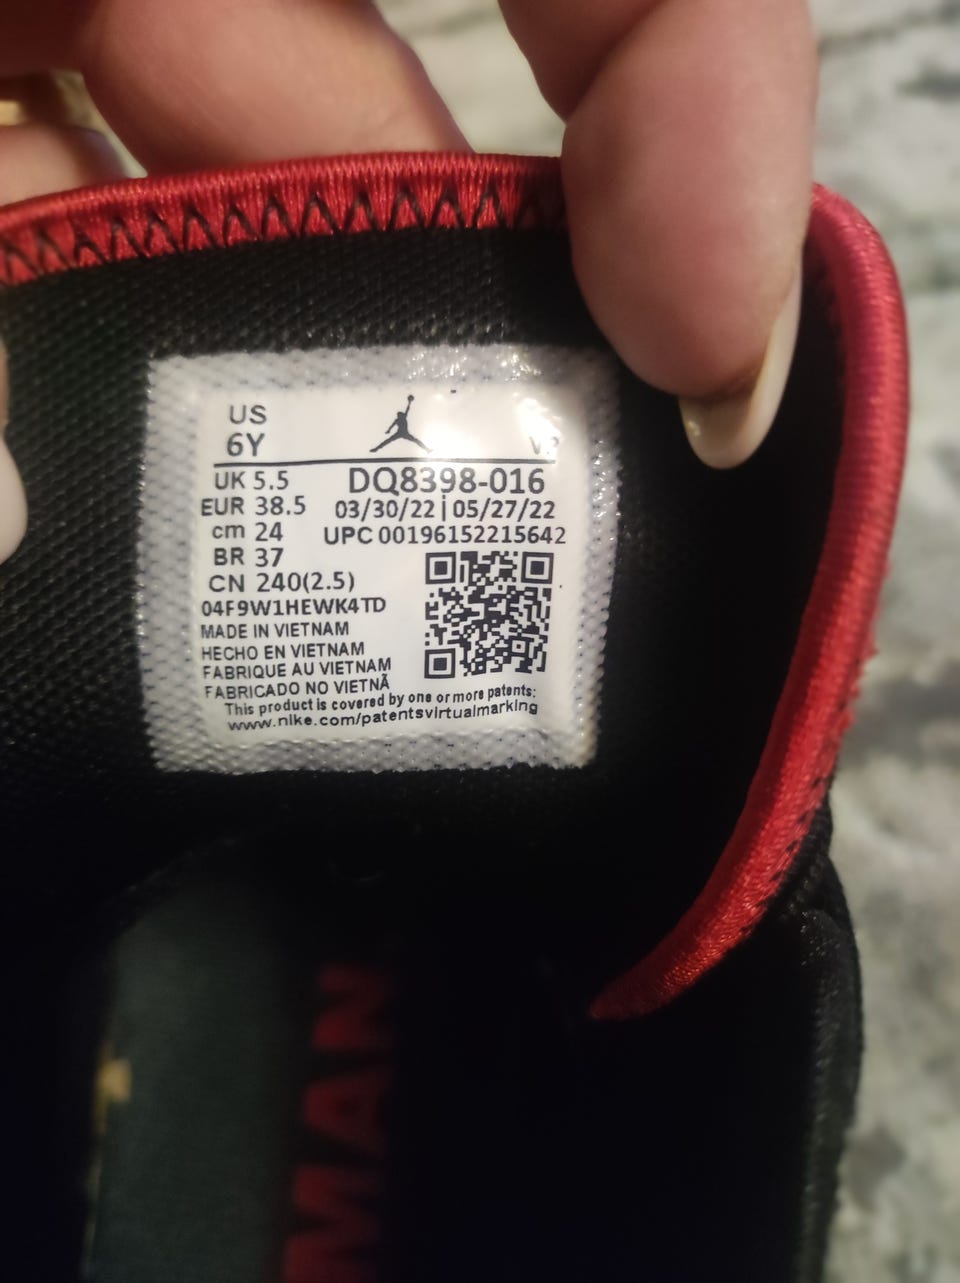 US
6Y
UK 5.5
EUR 38.5
cm 24
BR 37
CN 240(2.5)
DQ8398-016
03/30/22|05/27/22
UPC 00196152215642
04F9W1HEWK4TD
MADE IN VIETNAM
HECHO EN VIETNAM
FABRIQUE AU VIETNAM
FABRICADO NO VIETNÃ
This product is covered by one or more patents:
www.nike.com/patentsvirtualmarking
MAN